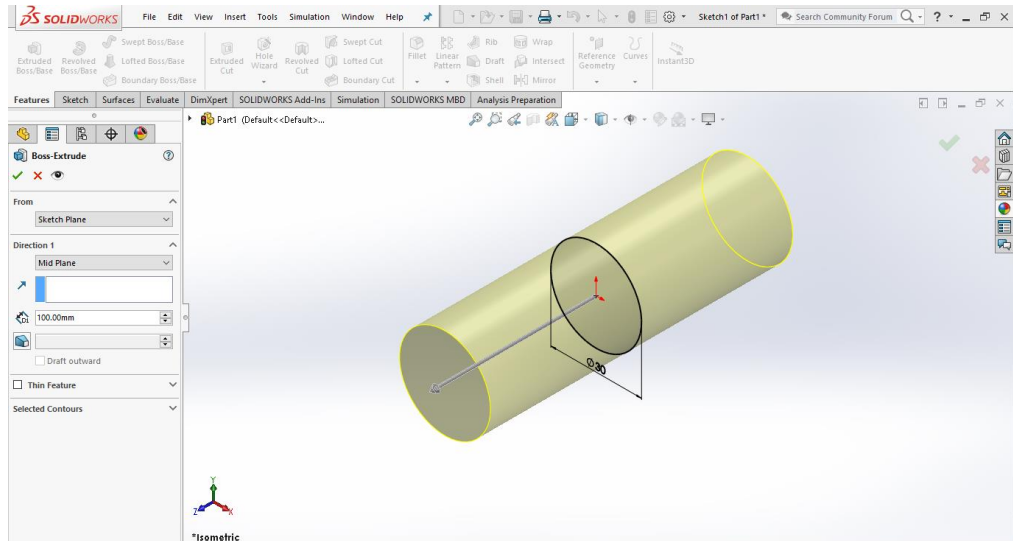 SOLIDWORKS File Edit View Insert Tools Simulation Window Help Sketch1 of Part1 * Search Community Forum ?
Extruded Boss/Base Revolved Boss/Base Swept Boss/Base Lofted Boss/Base Boundary Boss/Base Extruded Cut Hole Wizard Revolved Cut Swept Cut Lofted Cut Boundary Cut Fillet Linear Pattern Rib Draft Shell Wrap Intersect Mirror Reference Geometry Curves Instant3D
Features Sketch Surfaces Evaluate DimXpert SOLIDWORKS Add-Ins Simulation SOLIDWORKS MBD Analysis Preparation
Part1 (Default<<Default>...
Boss-Extrude
From
Sketch Plane
Direction 1
Mid Plane
D1 100.00mm
Draft outward
Thin Feature
Selected Contours
Ø30
Y
Z X
*Isometric